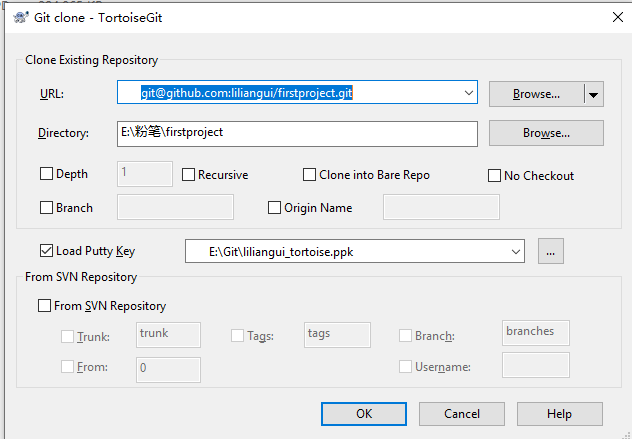 Git clone - TortoiseGit
Clone Existing Repository
URL: git@github.com:liliangui/firstproject.git Browse...
Directory: E:\粉笔\firstproject Browse...
Depth 1 Recursive Clone into Bare Repo No Checkout
Branch Origin Name
Load Putty Key E:\Git\liliangui_tortoise.ppk ...
From SVN Repository
From SVN Repository
Trunk: trunk Tags: tags Branch: branches
From: 0 Username:
OK Cancel Help